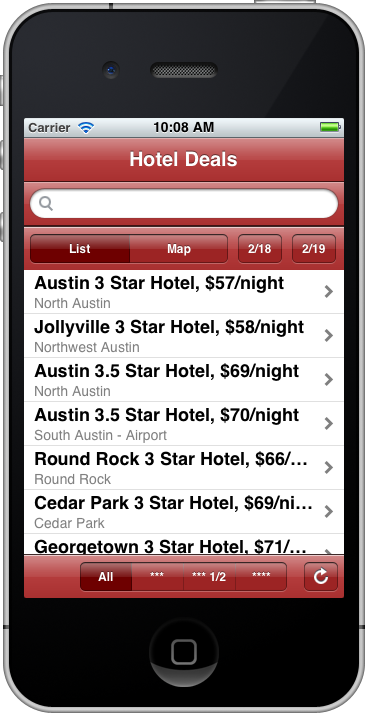 Carrier 10:08 AM
Hotel Deals
List Map 2/18 2/19
Austin 3 Star Hotel, $57/night
North Austin
Jollyville 3 Star Hotel, $58/night
Northwest Austin
Austin 3.5 Star Hotel, $69/night
North Austin
Austin 3.5 Star Hotel, $70/night
South Austin - Airport
Round Rock 3 Star Hotel, $66/...
Round Rock
Cedar Park 3 Star Hotel, $69/ni...
Cedar Park
Georgetown 3 Star Hotel, $71/...
All *** *** 1/2 ****